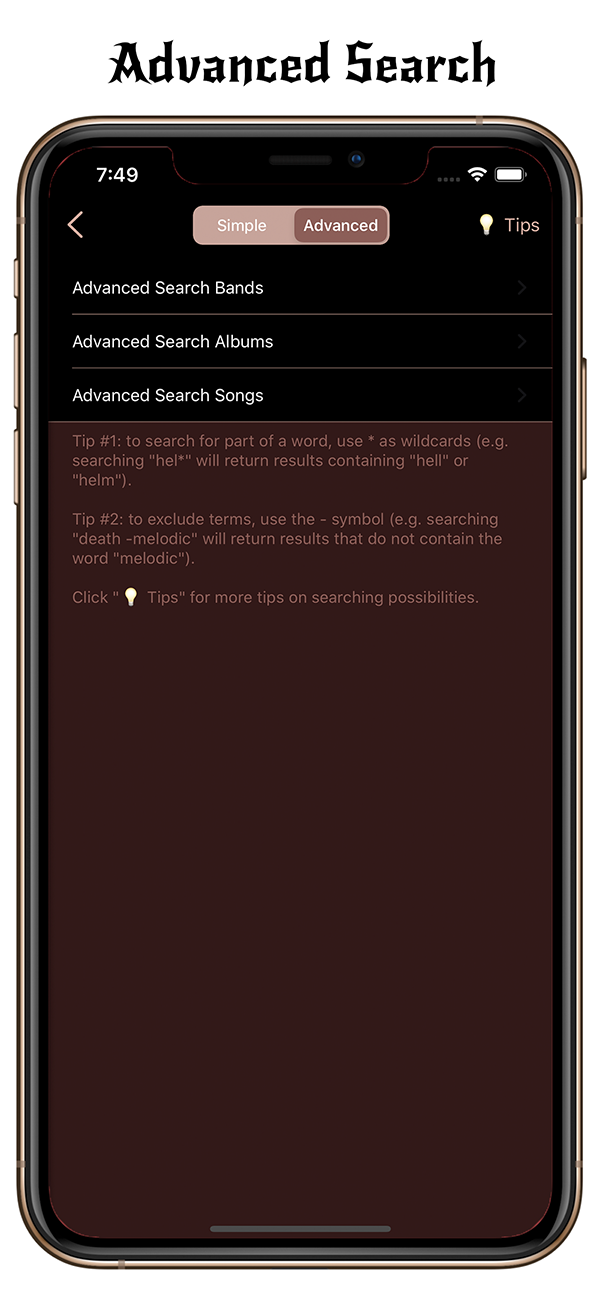 Advanced Search
7:49
Simple
Advanced
💡 Tips
Advanced Search Bands
Advanced Search Albums
Advanced Search Songs
Tip #1: to search for part of a word, use * as wildcards (e.g.
searching "hel*" will return results containing "hell" or
"helm").
Tip #2: to exclude terms, use the - symbol (e.g. searching
"death -melodic" will return results that do not contain the
word "melodic").
Click "💡 Tips" for more tips on searching possibilities.